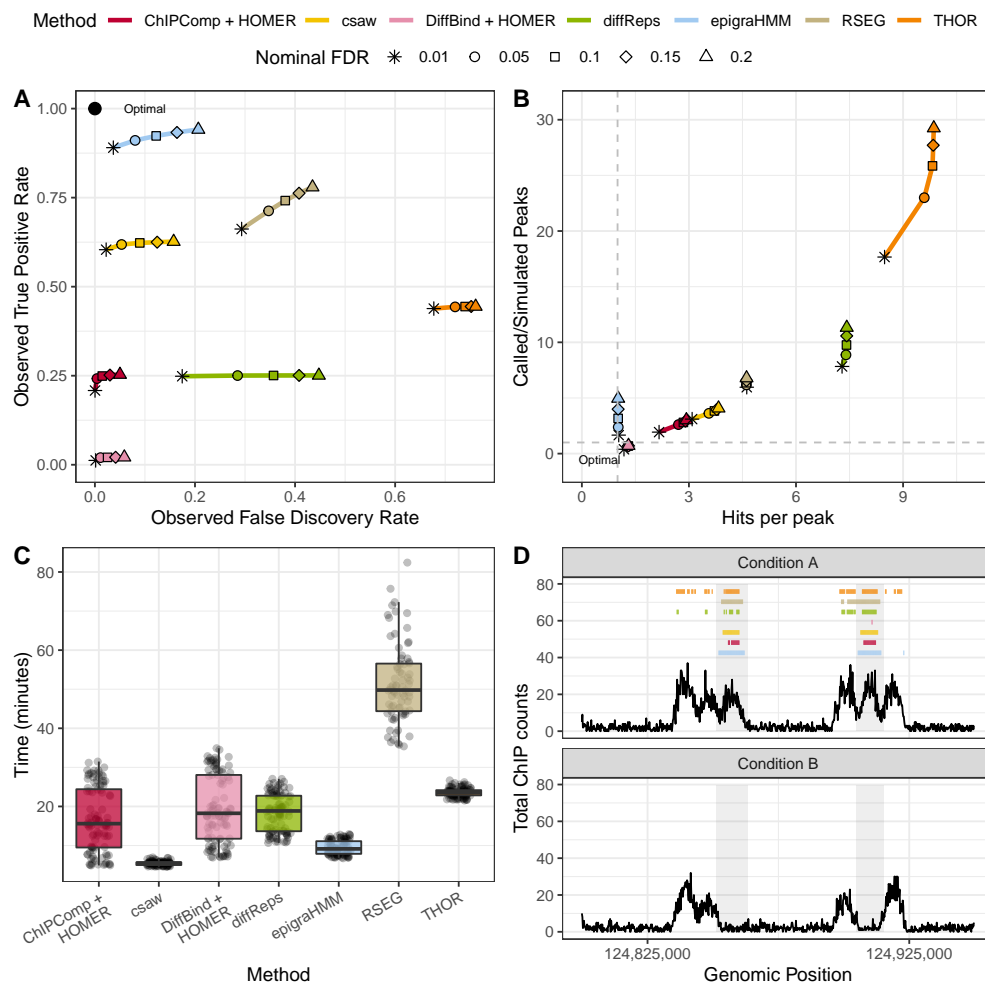 Method ChIPComp + HOMER csaw DiffBind + HOMER diffReps epigraHMM RSEG THOR
Nominal FDR 0.01 0.05 0.1 0.15 0.2
A
1.00
0.75
0.50
0.25
0.00
Observed True Positive Rate
Optimal
0.0 0.2 0.4 0.6
Observed False Discovery Rate
B
30
20
10
0
Called/Simulated Peaks
Optimal
0 3 6 9
Hits per peak
C
80
60
40
20
Time (minutes)
ChIPComp +
HOMER
csaw
DiffBind +
HOMER
diffReps
epigraHMM
RSEG
THOR
Method
D
Condition A
80
60
40
20
0
Total ChIP counts
Condition B
80
60
40
20
0
124,825,000 124,925,000
Genomic Position